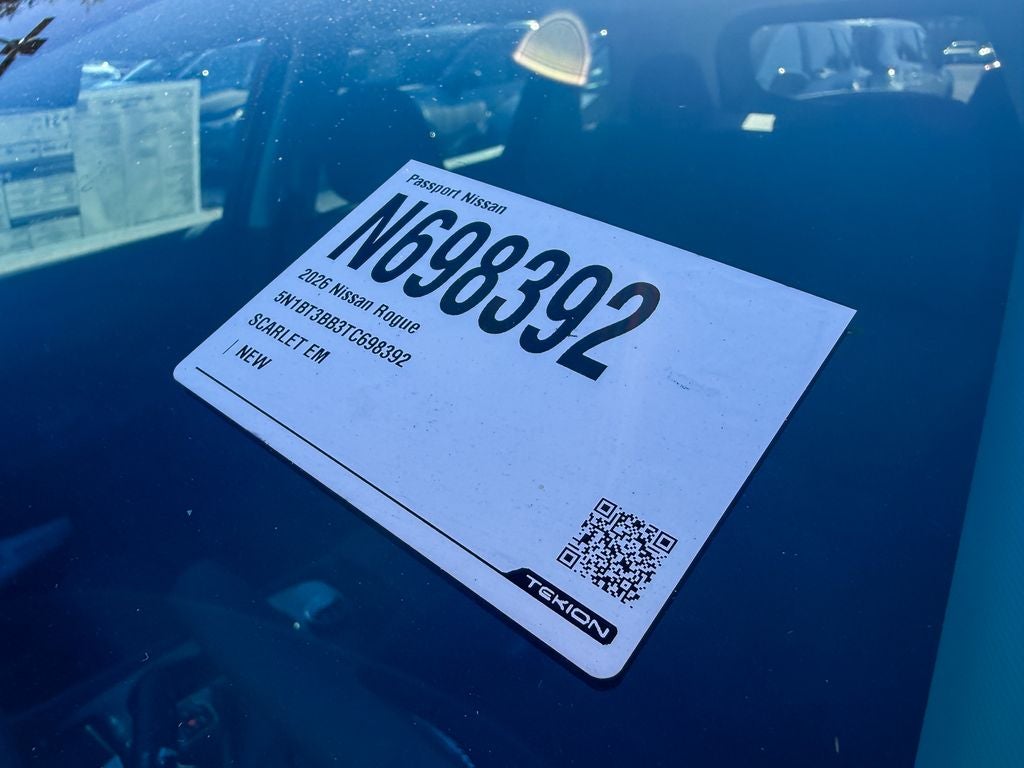 Passport Nissan
N698392
2026 Nissan Rogue
5N1BT3BB3TC698392
SCARLET EM
| NEW
TEKION